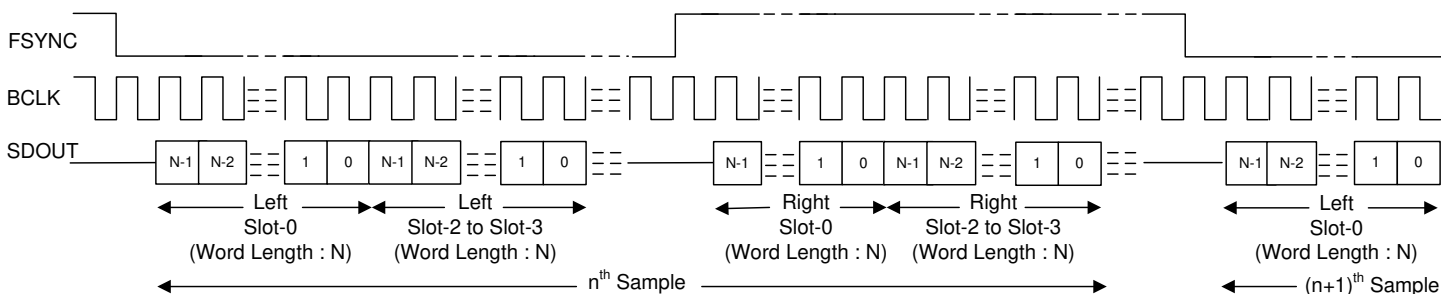 FSYNC
BCLK
SDOUT
N-1 N-2 1 0 N-1 N-2 1 0 N-1 1 0 N-1 N-2 1 0 N-1 N-2 1 0
Left Left Right Right Left
Slot-0 Slot-2 to Slot-3 Slot-0 Slot-2 to Slot-3 Slot-0
(Word Length : N) (Word Length : N) (Word Length : N) (Word Length : N) (Word Length : N)
nth Sample (n+1)th Sample